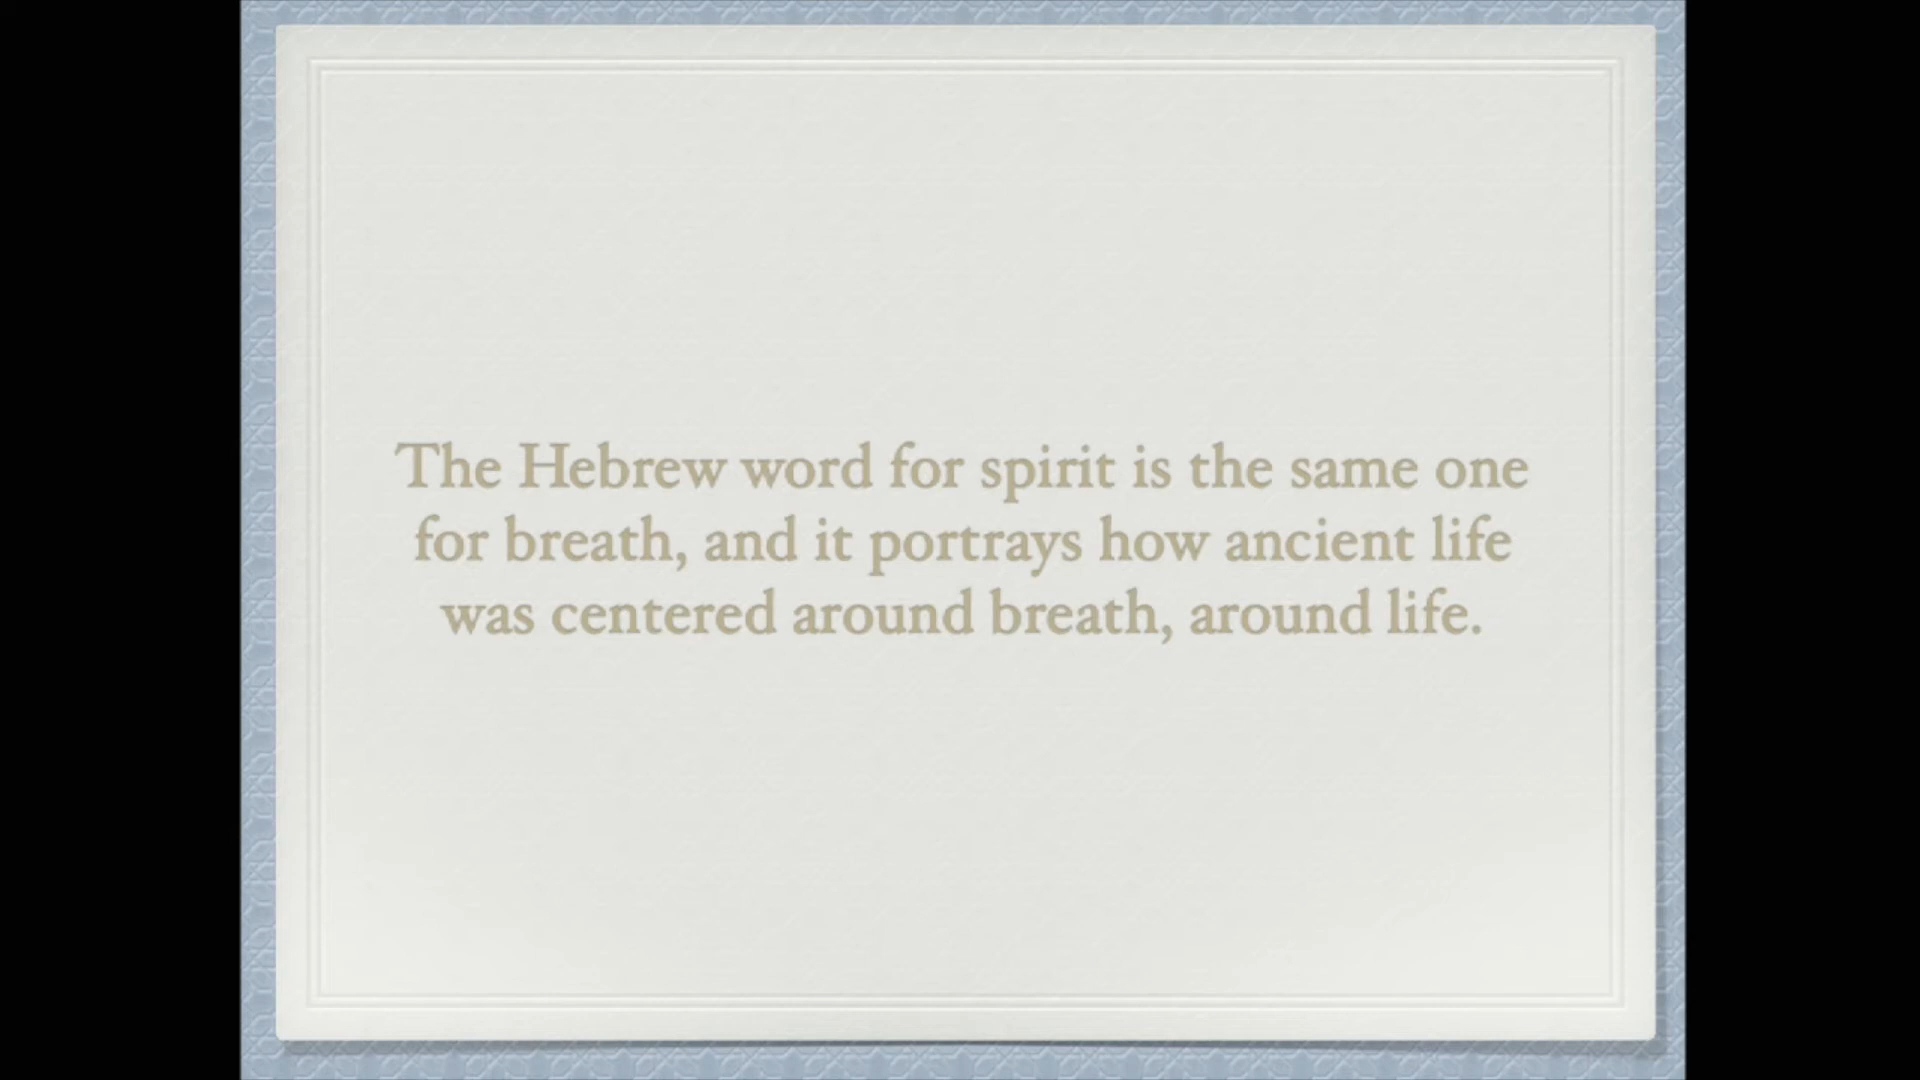 The Hebrew word for spirit is the same one
for breath, and it portrays how ancient life
was centered around breath, around life.